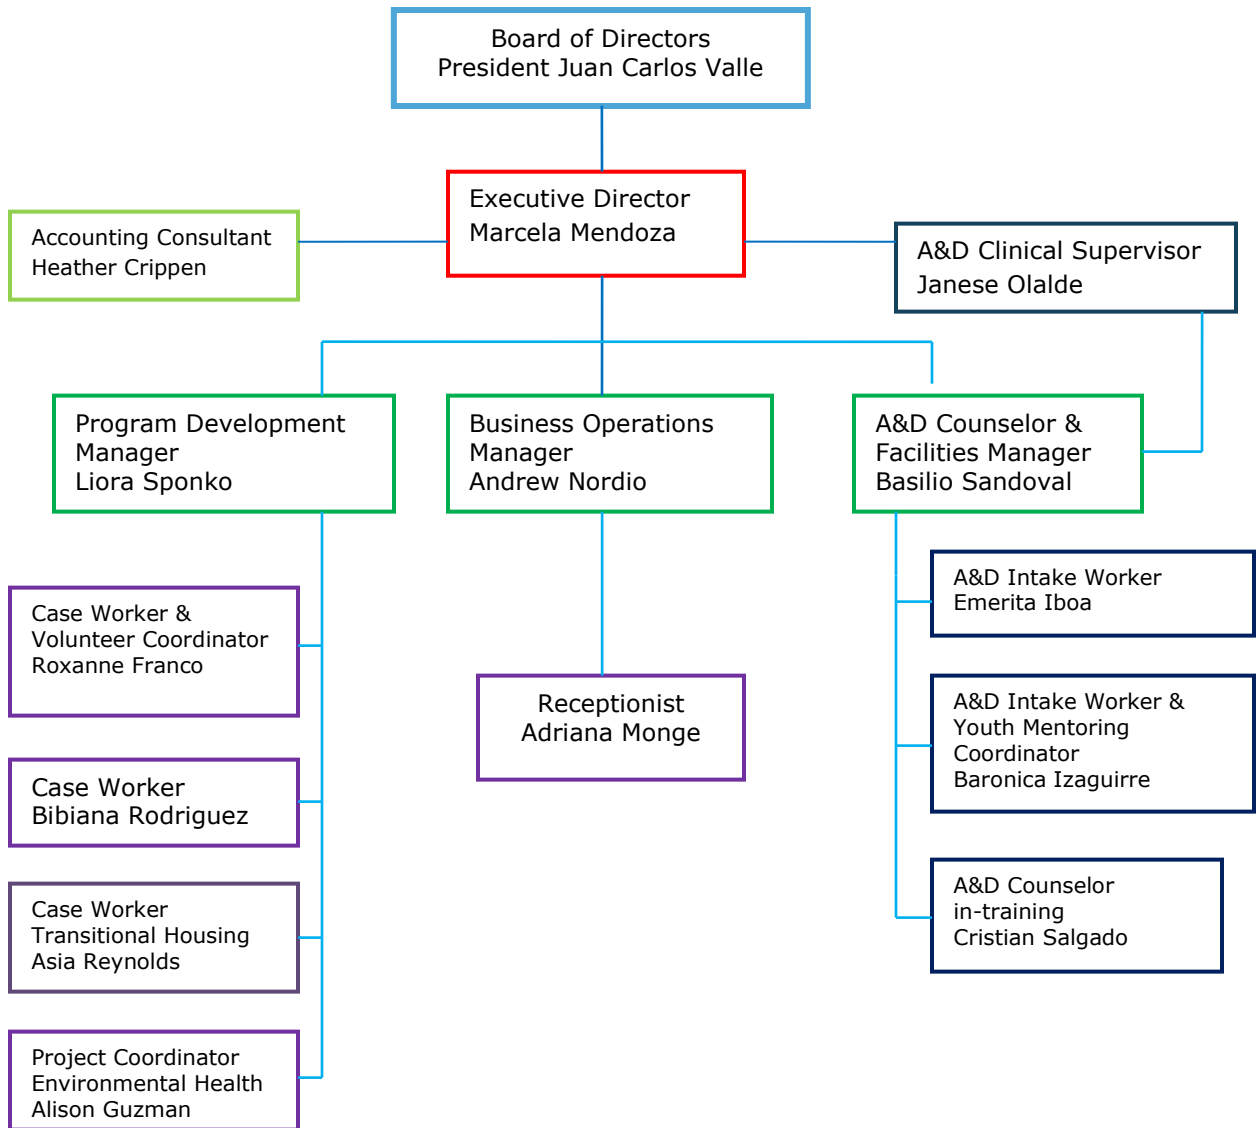 Board of Directors
President Juan Carlos Valle
Executive Director
Marcela Mendoza
Accounting Consultant
Heather Crippen
A&D Clinical Supervisor
Janese Olalde
Program Development
Manager
Liora Sponko
Business Operations
Manager
Andrew Nordio
A&D Counselor &
Facilities Manager
Basilio Sandoval
Case Worker &
Volunteer Coordinator
Roxanne Franco
Case Worker
Bibiana Rodriguez
Case Worker
Transitional Housing
Asia Reynolds
Project Coordinator
Environmental Health
Alison Guzman
Receptionist
Adriana Monge
A&D Intake Worker
Emerita Iboa
A&D Intake Worker &
Youth Mentoring
Coordinator
Baronica Izaguirre
A&D Counselor
in-training
Cristian Salgado